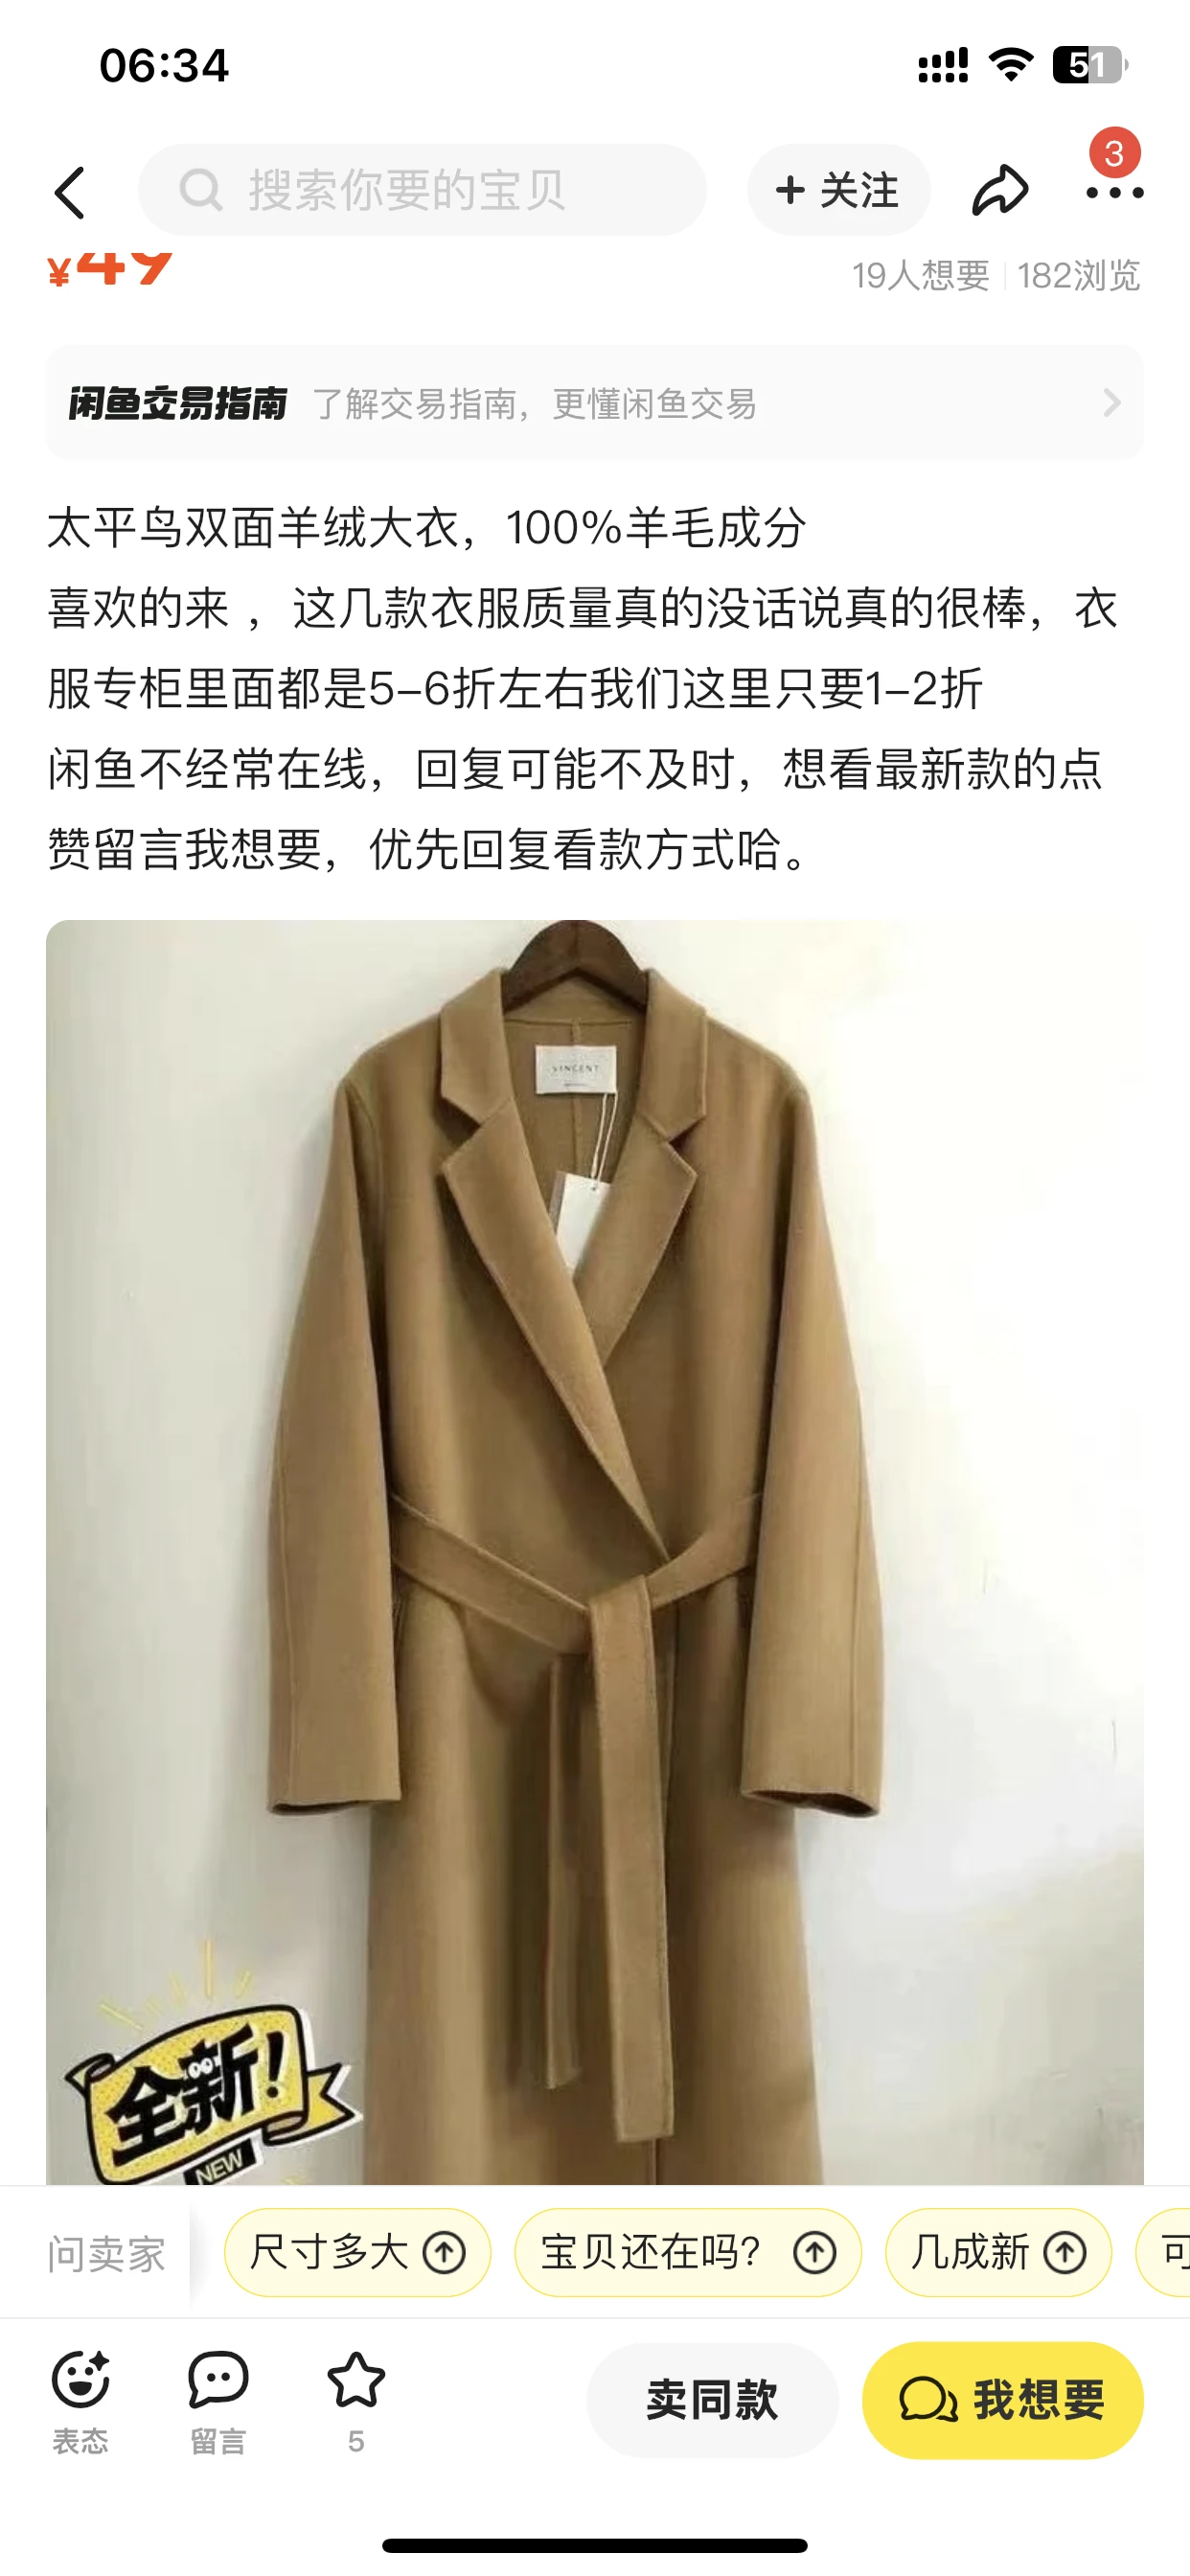 06:34
51
搜索你要的宝贝
+ 关注
3
¥49
19人想要 | 182浏览
闲鱼交易指南 了解交易指南，更懂闲鱼交易
太平鸟双面羊绒大衣，100%羊毛成分
喜欢的来 ，这几款衣服质量真的没话说真的很棒，衣
服专柜里面都是5-6折左右我们这里只要1-2折
闲鱼不经常在线，回复可能不及时，想看最新款的点
赞留言我想要，优先回复看款方式哈。
VINCENT
全新！
NEW
问卖家
尺寸多大
宝贝还在吗？
几成新
表态
留言
5
卖同款
我想要